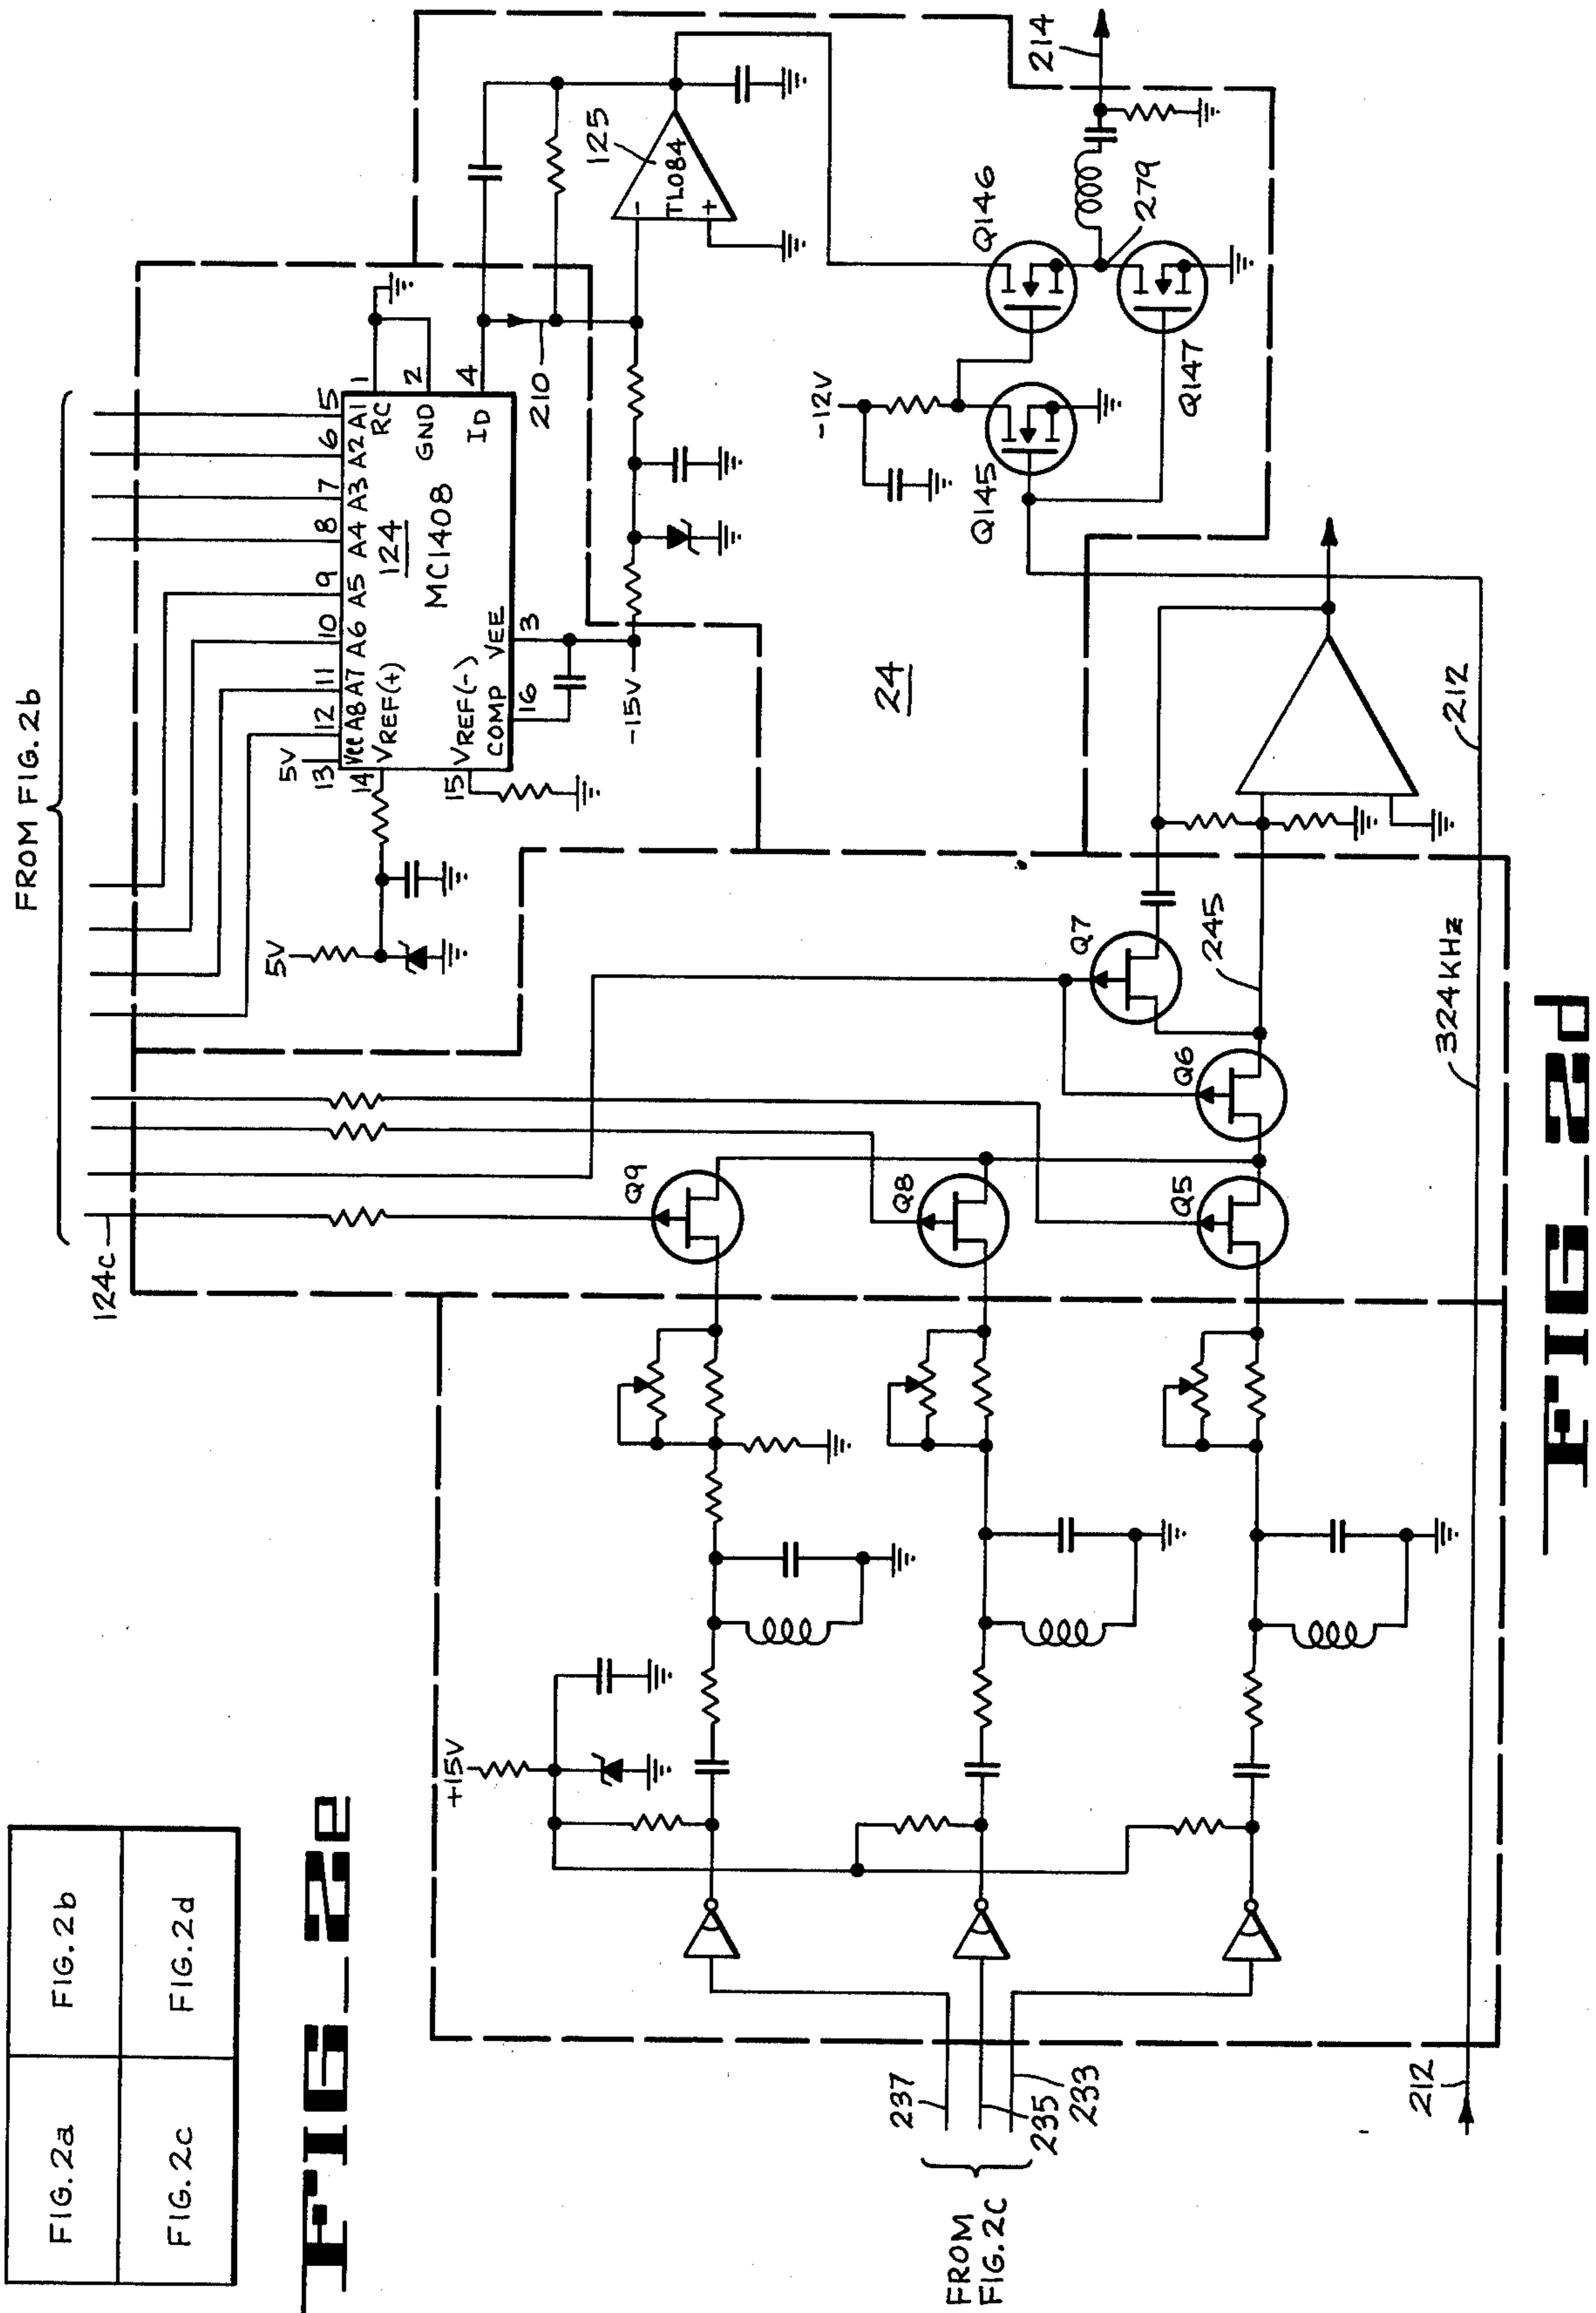 FROM FIG. 2b
124C
5V
5V
13
12
11
10
9
8
7
6
5
Vcc
A8
A7
A6
A5
A4
A3
A2
A1
14
VREF(+)
124
MC1408
RC
1
GND
2
ID
4
15
VREF(-)
COMP
16
VEE
3
-15V
210
125
TL084
-
+
Q9
Q8
Q5
Q6
Q7
245
24
-12V
Q145
Q146
Q147
279
214
+15V
237
235
233
FROM
FIG. 2C
212
324KHz
212
FIG_2d
FIG. 2a
FIG. 2b
FIG. 2c
FIG. 2d
FIG_2e